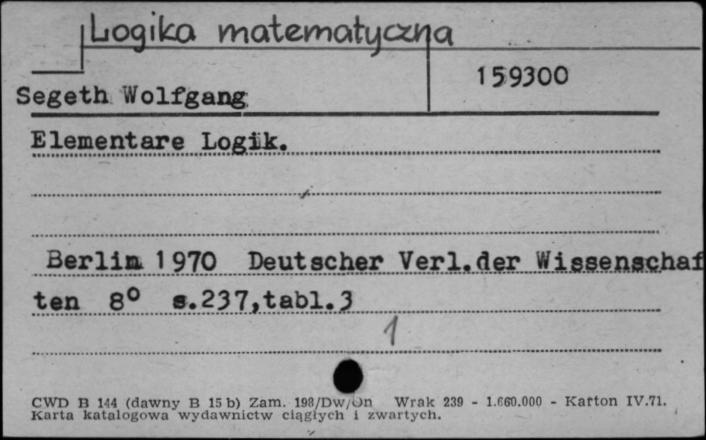 Logika matematyczna
159300
Segeth Wolfgang
Elementare Logik.
Berlin 1970 Deutscher Verl.der Wissenschaf
ten 8° s.237,tabl.3
1
CWD B 144 (dawny B 15 b) Zam. 198/Dw/On Wrak 239 - 1.660.000 - Karton IV.71.
Karta katalogowa wydawnictw ciągłych i zwartych.